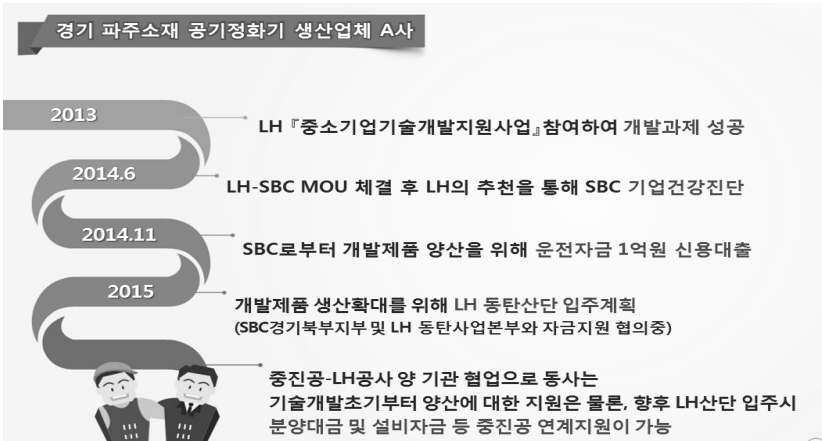 경기 파주소재 공기정화기 생산업체 A사
2013
LH 『중소기업기술개발지원사업』참여하여 개발과제 성공
2014.6
LH-SBC MOU 체결 후 LH의 추천을 통해 SBC 기업건강진단
2014.11
SBC로부터 개발제품 양산을 위해 운전자금 1억원 신용대출
2015
개발제품 생산확대를 위해 LH 동탄산단 입주계획
(SBC경기북부지부 및 LH 동탄사업본부와 자금지원 협의중)
중진공-LH공사 양 기관 협업으로 동사는
기술개발초기부터 양산에 대한 지원은 물론, 향후 LH산단 입주시
분양대금 및 설비자금 등 중진공 연계지원이 가능